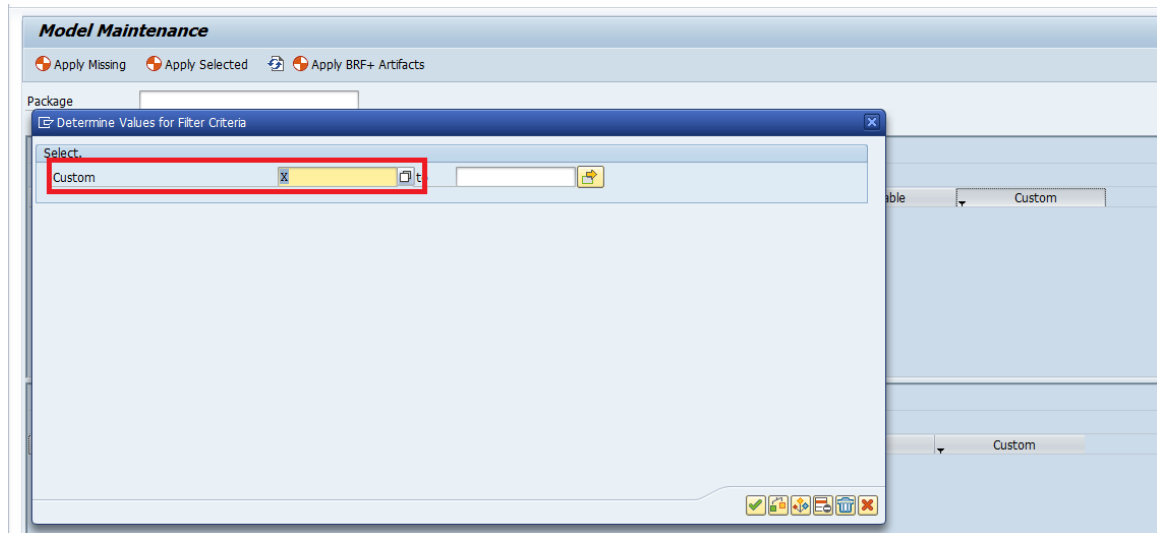 Model Maintenance
Apply Missing Apply Selected Apply BRF+ Artifacts
Package
Determine Values for Filter Criteria
Select.
Custom X t
able Custom
Custom